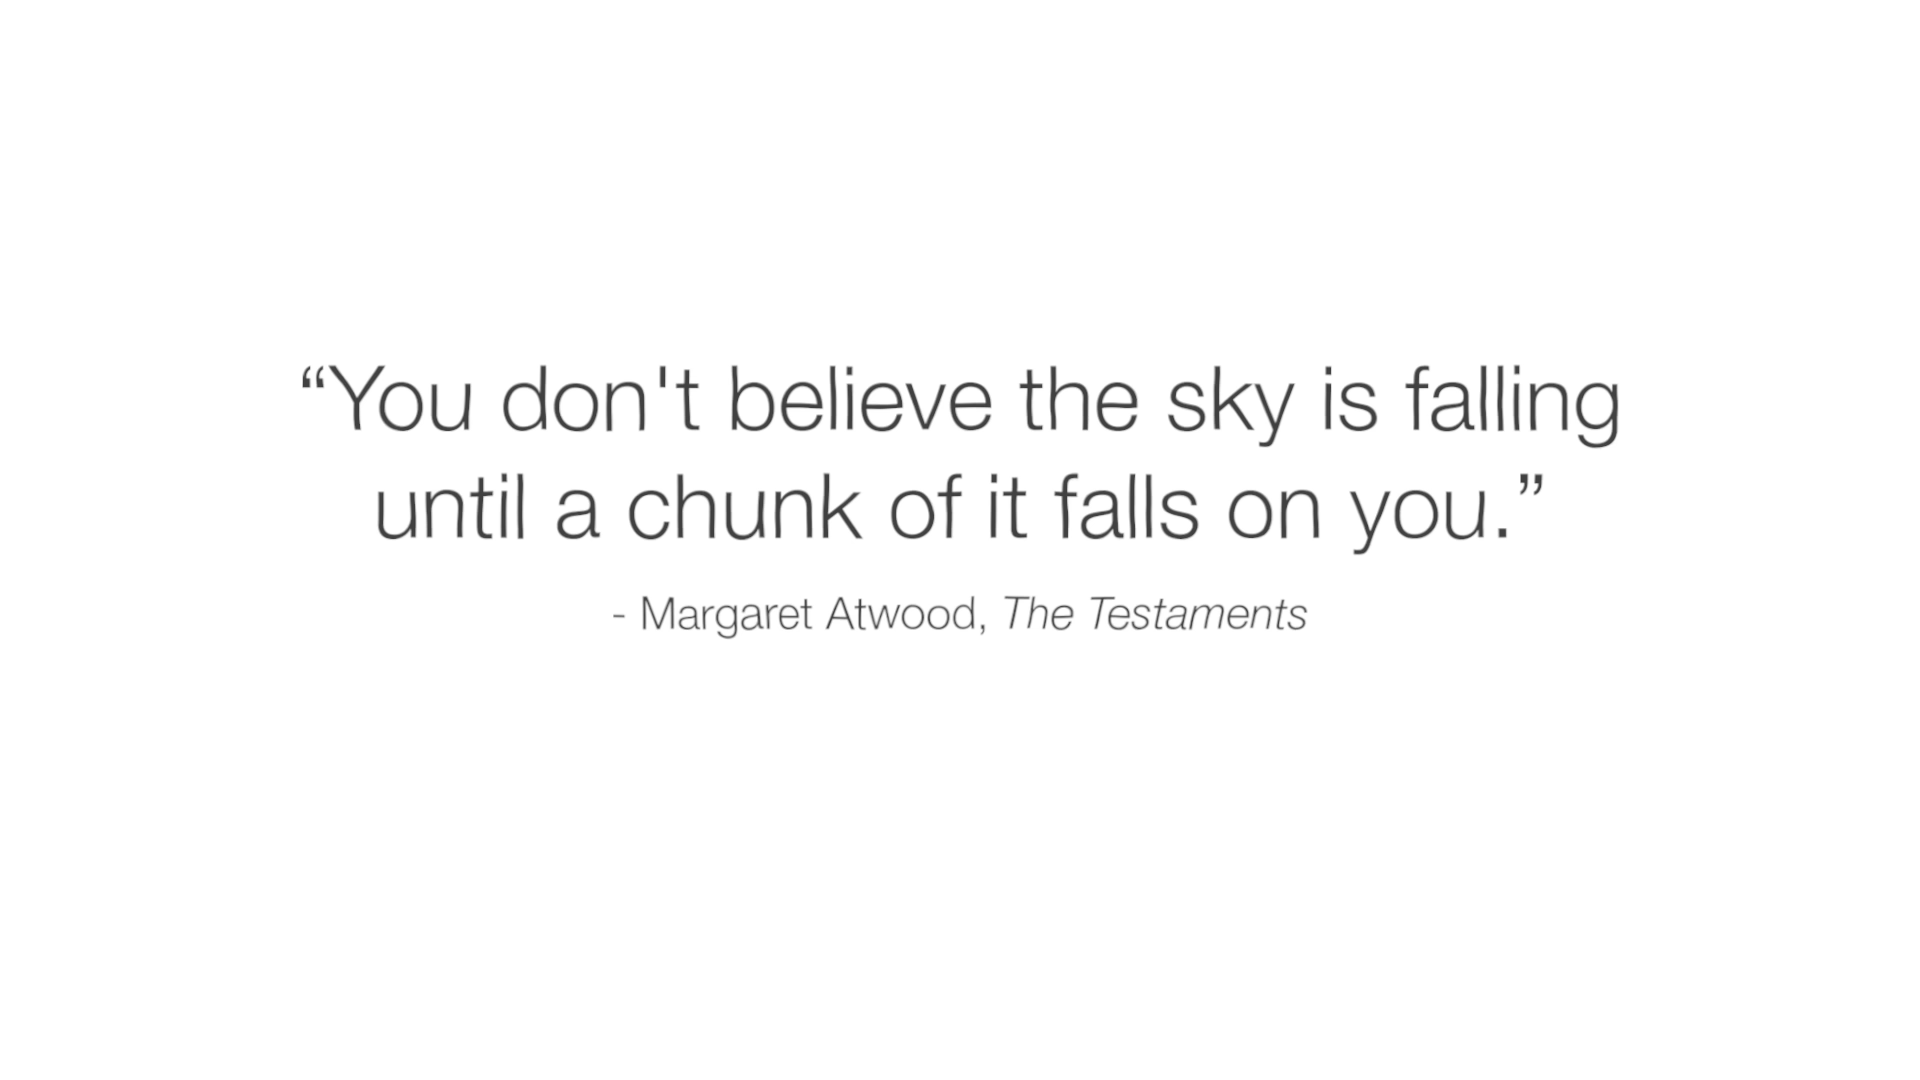 “You don't believe the sky is falling
until a chunk of it falls on you.”
- Margaret Atwood, The Testaments